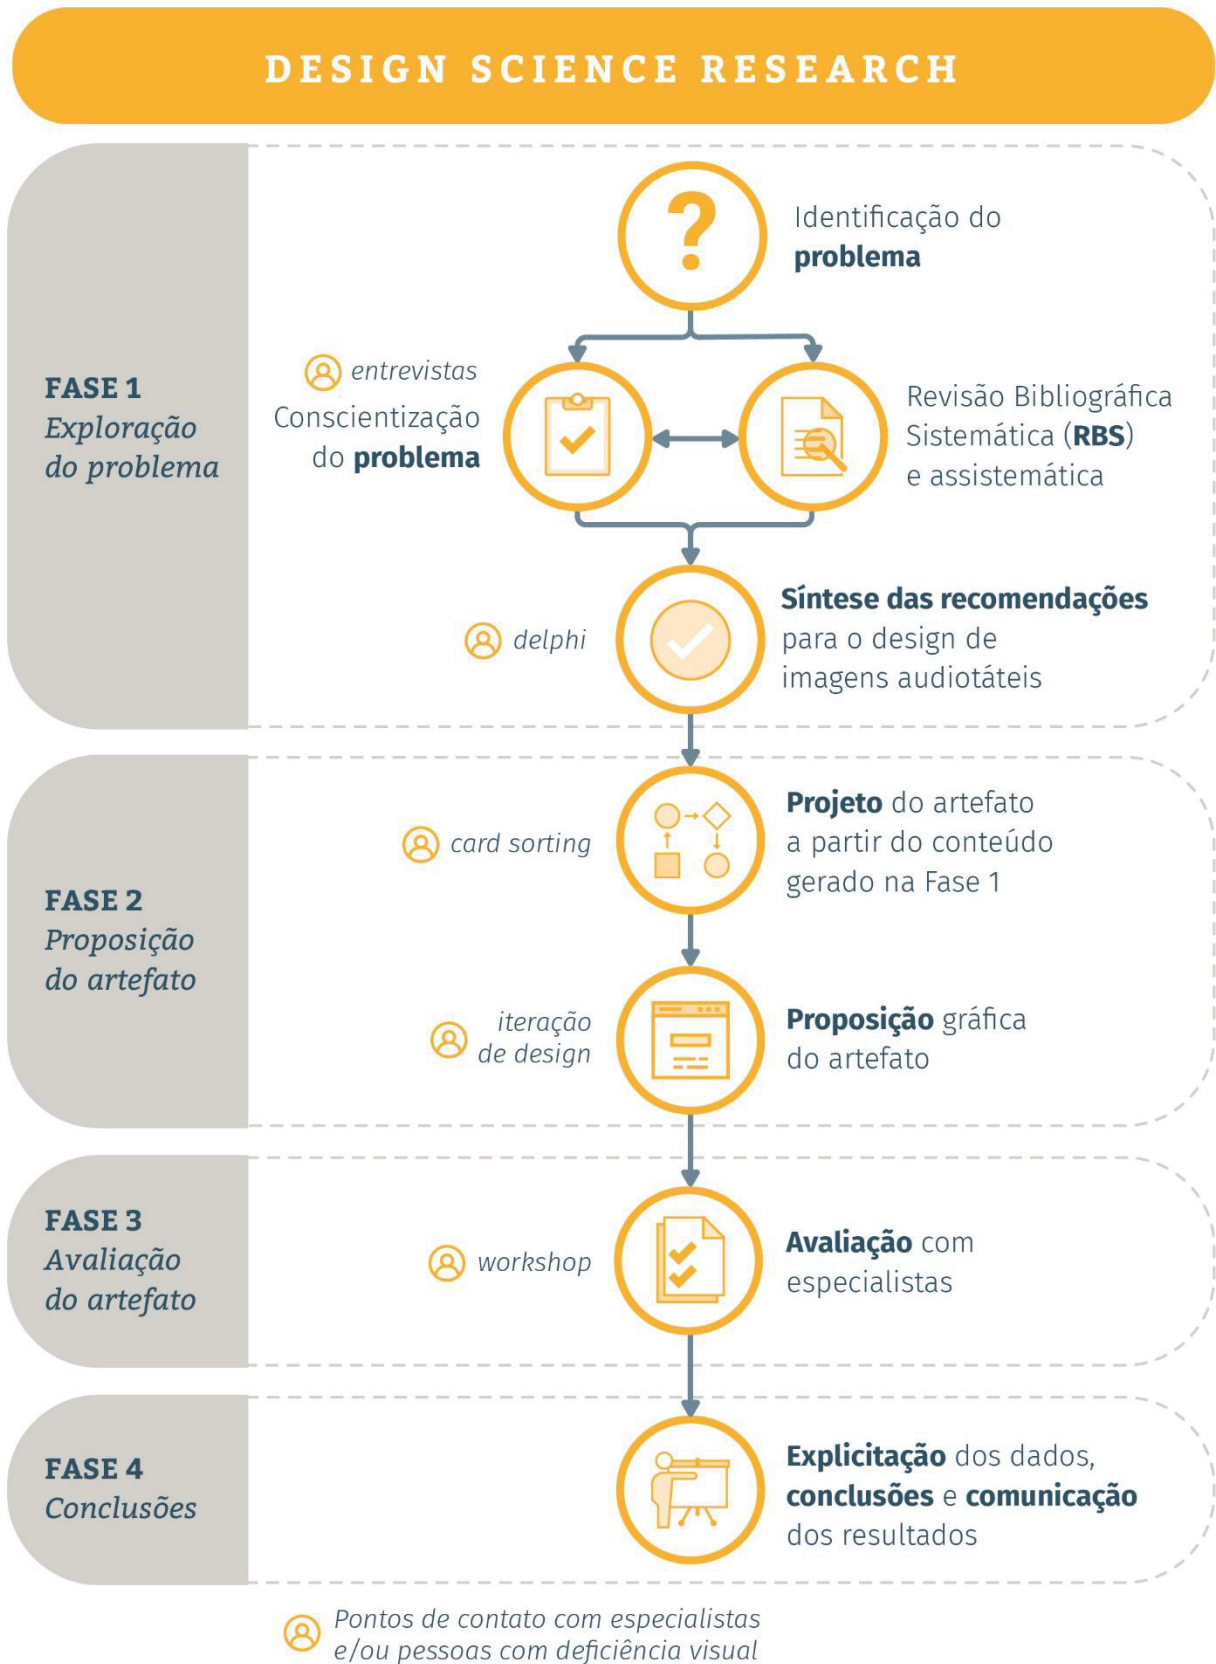 DESIGN SCIENCE RESEARCH
FASE 1
Exploração
do problema
Identificação do
problema
entrevistas
Conscientização
do problema
Revisão Bibliográfica
Sistemática (RBS)
e assistemática
delphi
Síntese das recomendações
para o design de
imagens audiotáteis
FASE 2
Proposição
do artefato
card sorting
Projeto do artefato
a partir do conteúdo
gerado na Fase 1
iteração
de design
Proposição gráfica
do artefato
FASE 3
Avaliação
do artefato
workshop
Avaliação com
especialistas
FASE 4
Conclusões
Explicitação dos dados,
conclusões e comunicação
dos resultados
Pontos de contato com especialistas
e/ou pessoas com deficiência visual